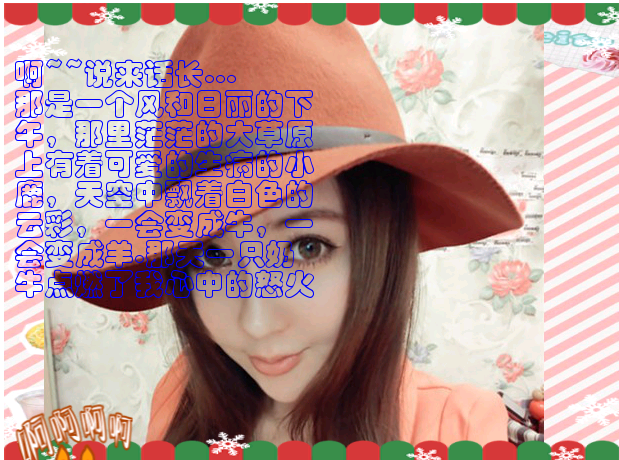 啊~~说来话长...
那是一个风和日丽的下
午，那里茫茫的大草原
上有着可爱的生病的小
鹿，天空中飘着白色的
云彩，一会变成牛，一
会变成羊.那天一只奶
牛点燃了我心中的怒火
啊啊啊啊